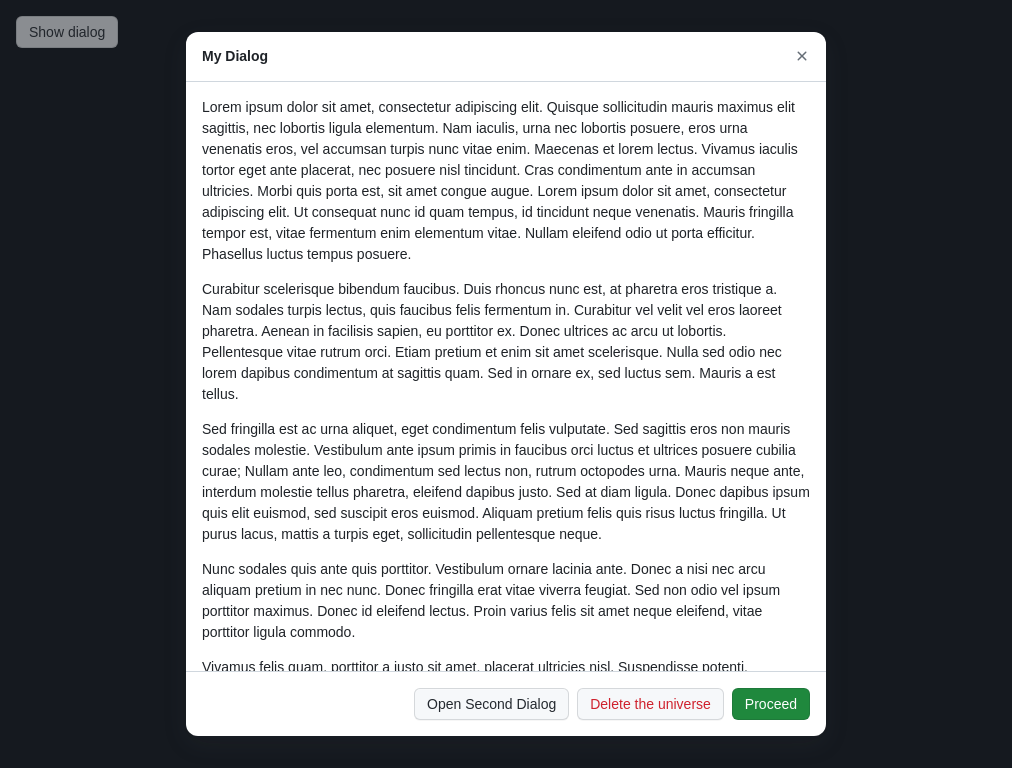 Show dialog
My Dialog
Lorem ipsum dolor sit amet, consectetur adipiscing elit. Quisque sollicitudin mauris maximus elit
sagittis, nec lobortis ligula elementum. Nam iaculis, urna nec lobortis posuere, eros urna
venenatis eros, vel accumsan turpis nunc vitae enim. Maecenas et lorem lectus. Vivamus iaculis
tortor eget ante placerat, nec posuere nisl tincidunt. Cras condimentum ante in accumsan
ultricies. Morbi quis porta est, sit amet congue augue. Lorem ipsum dolor sit amet, consectetur
adipiscing elit. Ut consequat nunc id quam tempus, id tincidunt neque venenatis. Mauris fringilla
tempor est, vitae fermentum enim elementum vitae. Nullam eleifend odio ut porta efficitur.
Phasellus luctus tempus posuere.
Curabitur scelerisque bibendum faucibus. Duis rhoncus nunc est, at pharetra eros tristique a.
Nam sodales turpis lectus, quis faucibus felis fermentum in. Curabitur vel velit vel eros laoreet
pharetra. Aenean in facilisis sapien, eu porttitor ex. Donec ultrices ac arcu ut lobortis.
Pellentesque vitae rutrum orci. Etiam pretium et enim sit amet scelerisque. Nulla sed odio nec
lorem dapibus condimentum at sagittis quam. Sed in ornare ex, sed luctus sem. Mauris a est
tellus.
Sed fringilla est ac urna aliquet, eget condimentum felis vulputate. Sed sagittis eros non mauris
sodales molestie. Vestibulum ante ipsum primis in faucibus orci luctus et ultrices posuere cubilia
curae; Nullam ante leo, condimentum sed lectus non, rutrum octopodes urna. Mauris neque ante,
interdum molestie tellus pharetra, eleifend dapibus justo. Sed at diam ligula. Donec dapibus ipsum
quis elit euismod, sed suscipit eros euismod. Aliquam pretium felis quis risus luctus fringilla. Ut
purus lacus, mattis a turpis eget, sollicitudin pellentesque neque.
Nunc sodales quis ante quis porttitor. Vestibulum ornare lacinia ante. Donec a nisi nec arcu
aliquam pretium in nec nunc. Donec fringilla erat vitae viverra feugiat. Sed non odio vel ipsum
porttitor maximus. Donec id eleifend lectus. Proin varius felis sit amet neque eleifend, vitae
porttitor ligula commodo.
Vivamus felis quam, porttitor a justo sit amet, placerat ultricies nisl. Suspendisse potenti.
Open Second Dialog
Delete the universe
Proceed